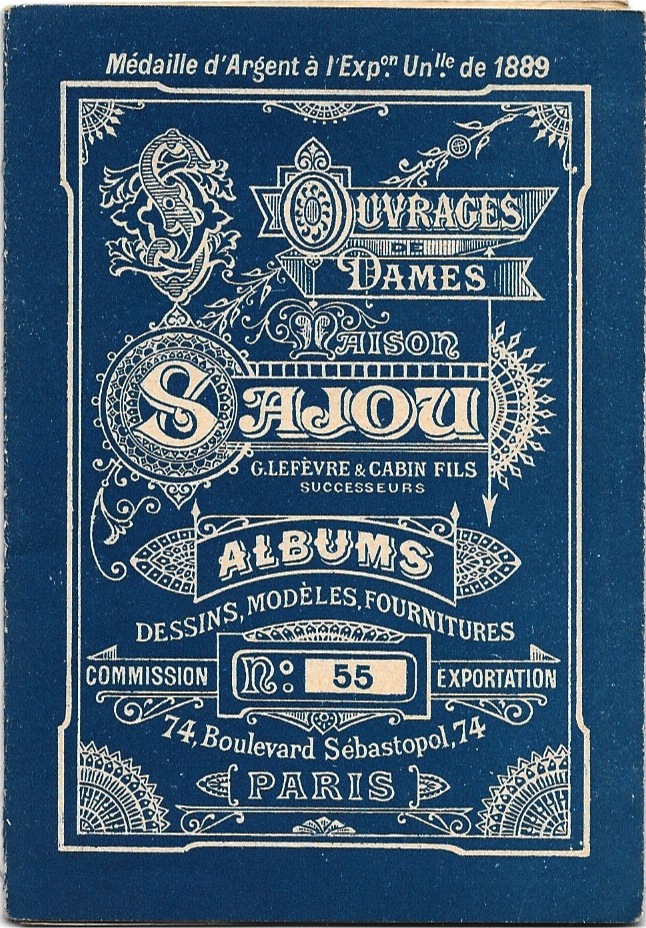 Médaille d'Argent à l'Expon. Unlle. de 1889
S
OUVRAGES
DE
DAMES
MAISON
SAJOU
G. LEFÈVRE & CABIN FILS
SUCCESSEURS
ALBUMS
DESSINS, MODÈLES, FOURNITURES
COMMISSION No: 55 EXPORTATION
74, Boulevard Sébastopol, 74
PARIS